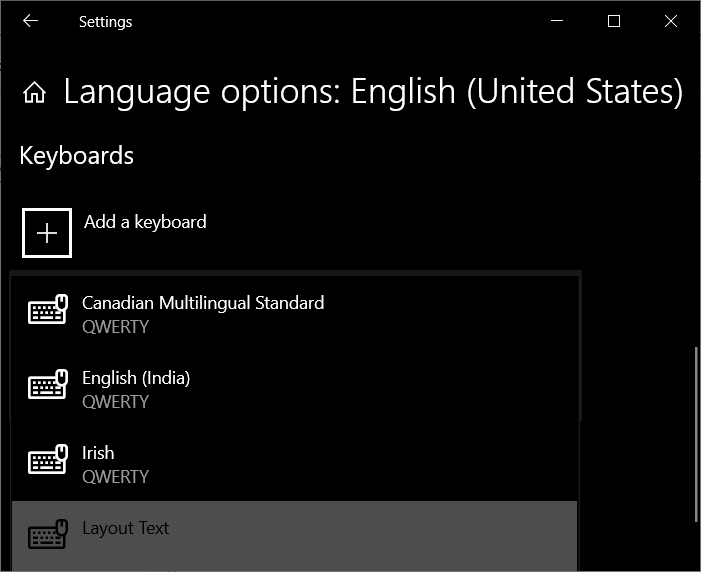 Settings
Language options: English (United States)
Keyboards
Add a keyboard
Canadian Multilingual Standard
QWERTY
English (India)
QWERTY
Irish
QWERTY
Layout Text